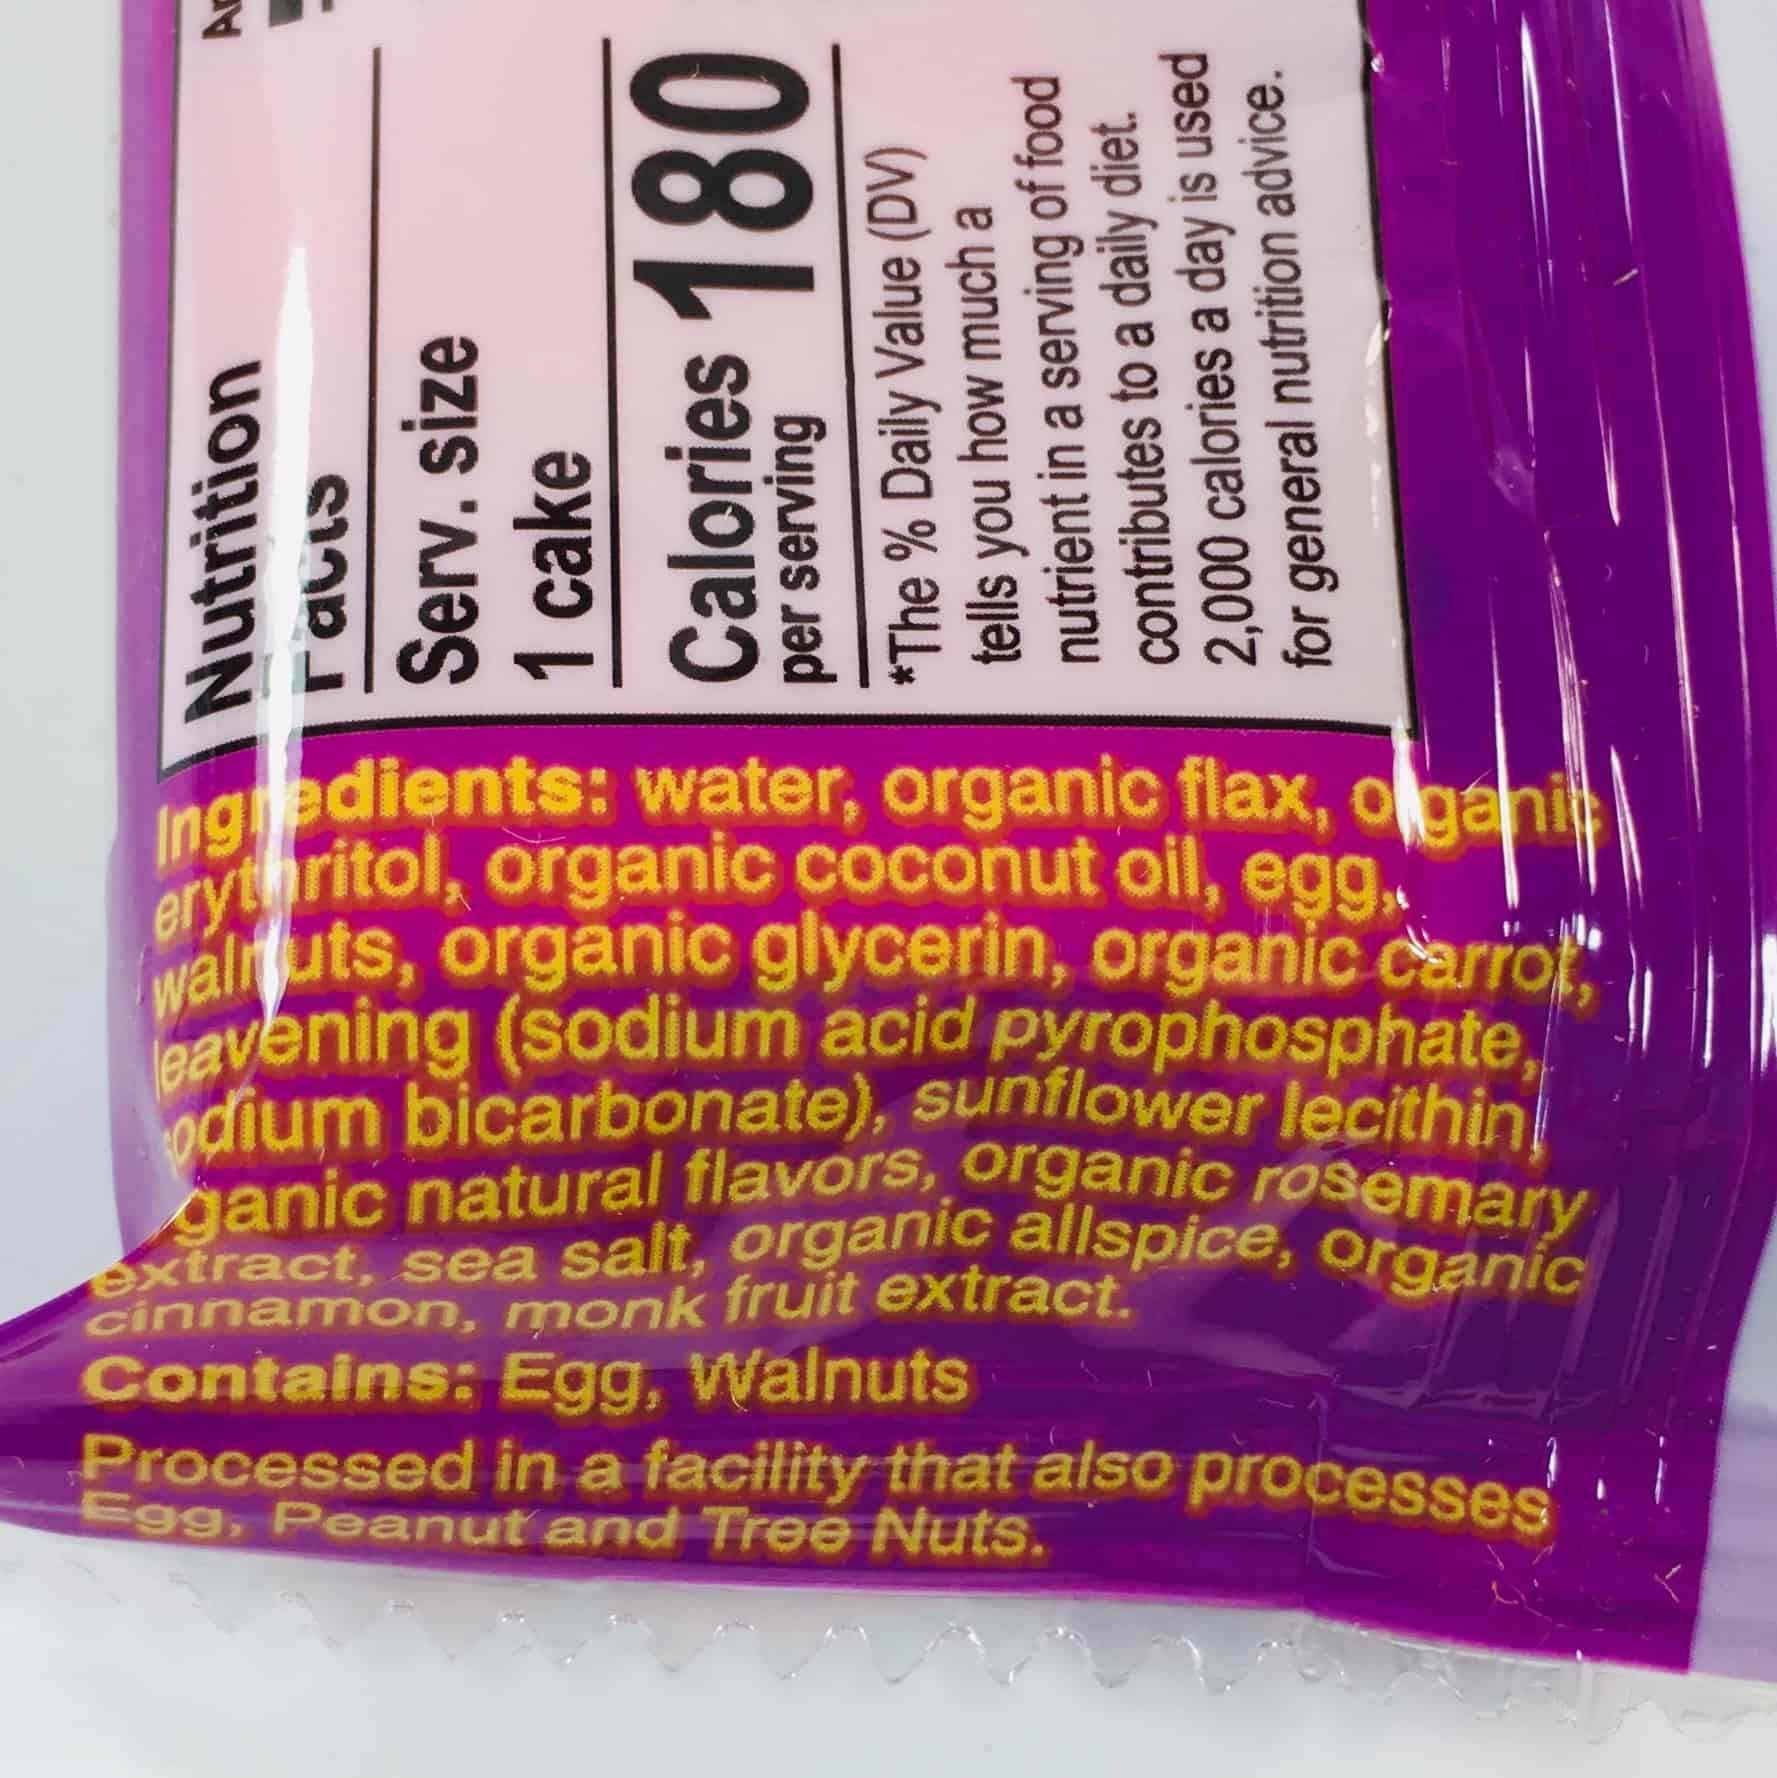 Nutrition
Facts
Serv. size
1 cake
Calories 180
per serving
*The % Daily Value (DV)
tells you how much a
nutrient in a serving of food
contributes to a daily diet.
2,000 calories a day is used
for general nutrition advice.
Ingredients: water, organic flax, organic
erythritol, organic coconut oil, egg,
walnuts, organic glycerin, organic carrot,
leavening (sodium acid pyrophosphate,
sodium bicarbonate), sunflower lecithin,
ganic natural flavors, organic rosemary
extract, sea salt, organic allspice, organic
cinnamon, monk fruit extract.
Contains: Egg, Walnuts
Processed in a facility that also processes
Egg, Peanut and Tree Nuts.